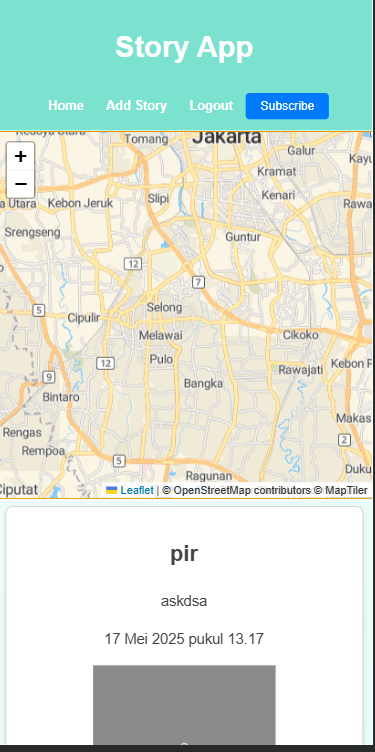 Story App
Home Add Story Logout Subscribe
Jakarta
Tomang
Galur
+
Kramat
−
Slipi
Kenari
Utara
Kebon Jeruk
Rawa
Srengseng
Guntur
12
7
5
Selong
Cipulir
Melawai
Cikoko
12
Pulo
Kebon P
Rawajati
9
Bangka
Bintaro
Makas
Rengas
2
Rempoa
5
Duku
Ragunan
Ciputat
Leaflet | © OpenStreetMap contributors © MapTiler
pir
askdsa
17 Mei 2025 pukul 13.17